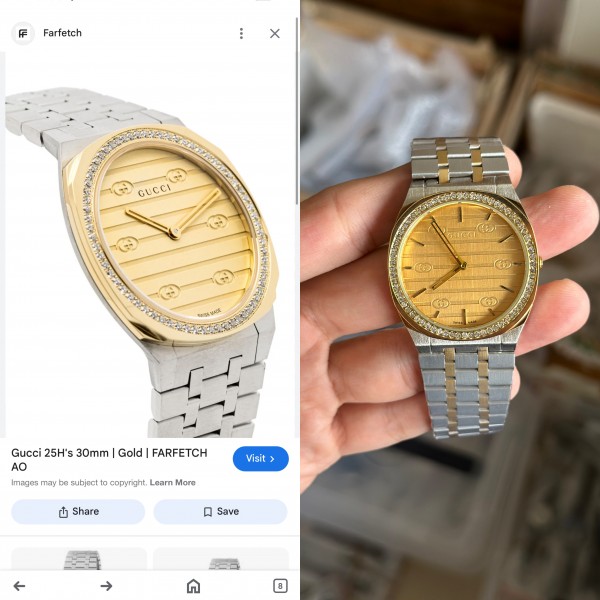 Farfetch
GUCCI
SWISS MADE
Gucci 25H's 30mm | Gold | FARFETCH
AO
Visit >
Images may be subject to copyright. Learn More
Share
Save
8
GUCCI